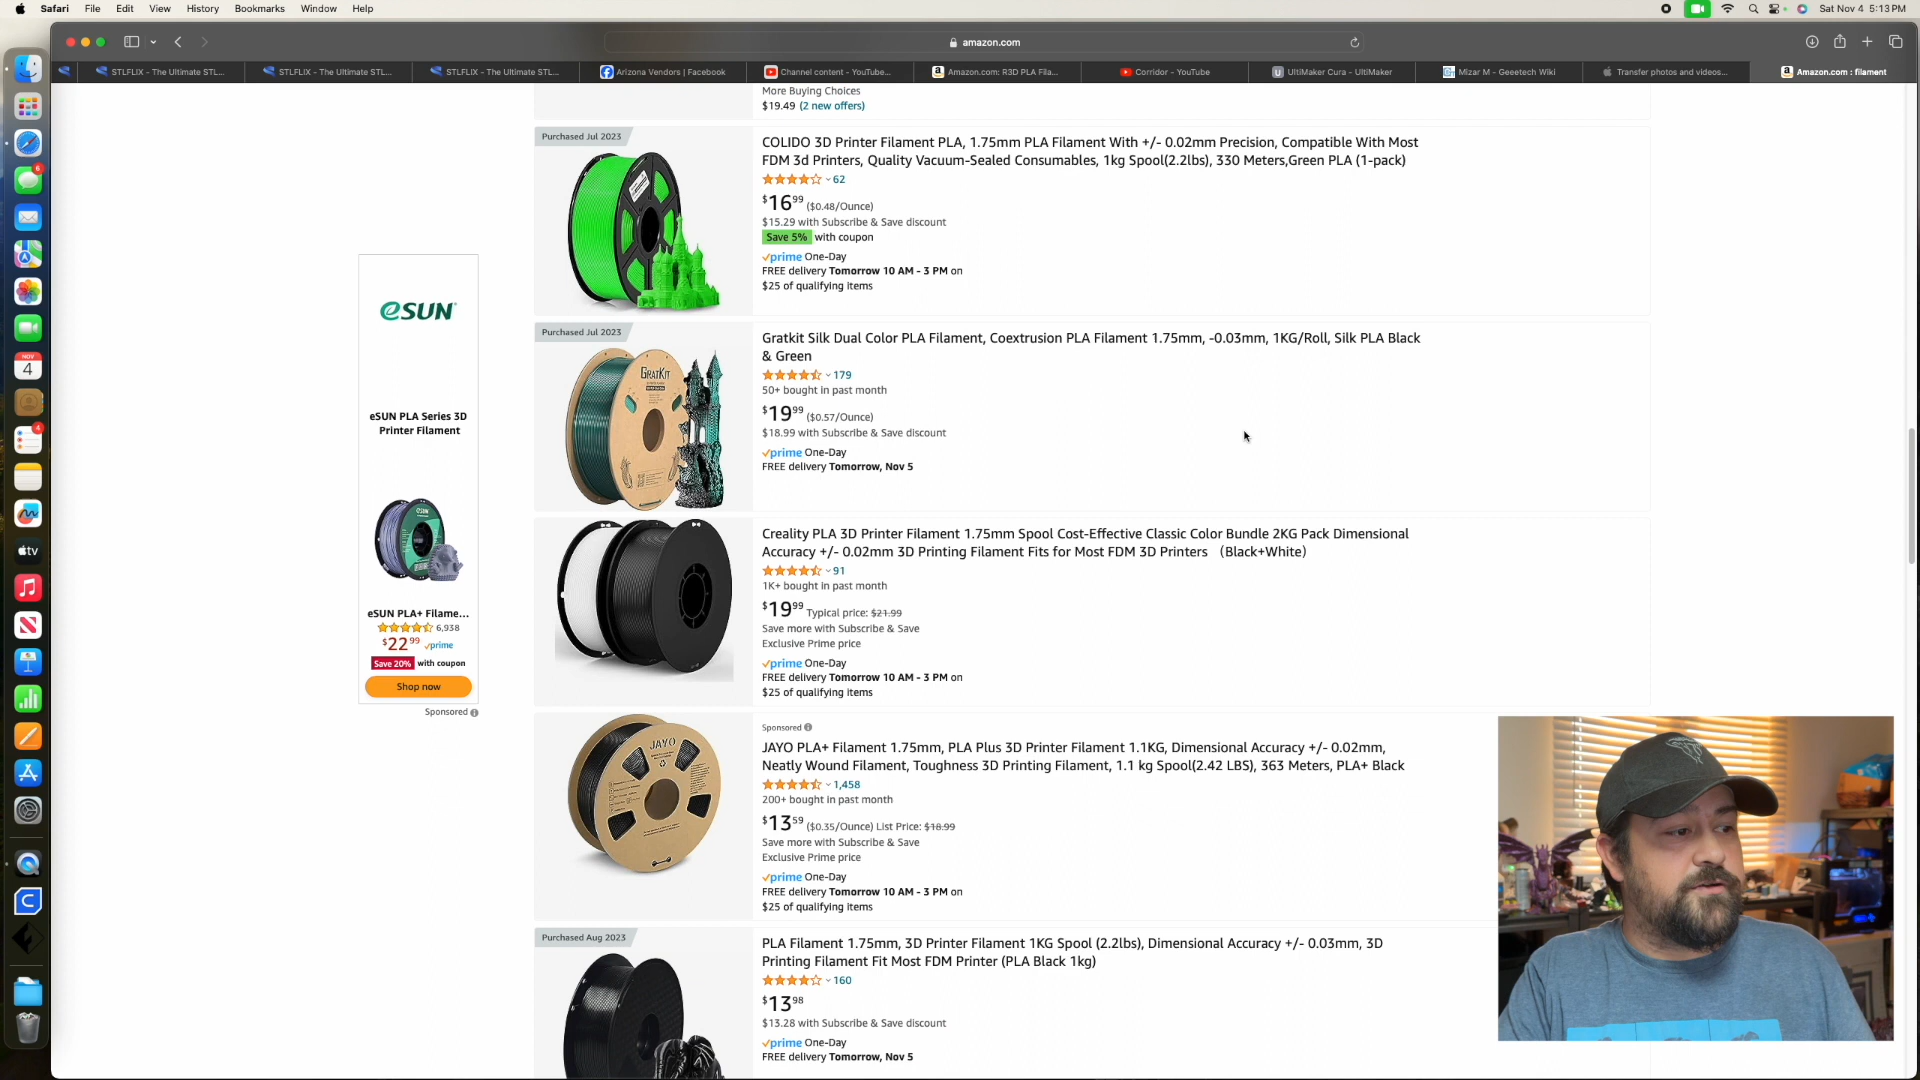 Safari File Edit View History Bookmarks Window Help
Sat Nov 4 5:13 PM
amazon.com
STLFLIX - The Ultimate STL...
STLFLIX - The Ultimate STL...
STLFLIX - The Ultimate STL...
Arizona Vendors | Facebook
Channel content - YouTube...
Amazon.com: R3D PLA Fila...
Corridor - YouTube
UltiMaker Cura - UltiMaker
Mizar M - Geeetech Wiki
Transfer photos and videos...
Amazon.com : filament
More Buying Choices
$19.49 (2 new offers)
Purchased Jul 2023
COLIDO 3D Printer Filament PLA, 1.75mm PLA Filament With +/- 0.02mm Precision, Compatible With Most
FDM 3d Printers, Quality Vacuum-Sealed Consumables, 1kg Spool(2.2lbs), 330 Meters,Green PLA (1-pack)
62
$16 99 ($0.48/Ounce)
$15.29 with Subscribe & Save discount
Save 5% with coupon
prime One-Day
FREE delivery Tomorrow 10 AM - 3 PM on
$25 of qualifying items
Purchased Jul 2023
Gratkit Silk Dual Color PLA Filament, Coextrusion PLA Filament 1.75mm, -0.03mm, 1KG/Roll, Silk PLA Black
& Green
179
50+ bought in past month
$19 99 ($0.57/Ounce)
$18.99 with Subscribe & Save discount
prime One-Day
FREE delivery Tomorrow, Nov 5
GRATKIT
Creality PLA 3D Printer Filament 1.75mm Spool Cost-Effective Classic Color Bundle 2KG Pack Dimensional
Accuracy +/- 0.02mm 3D Printing Filament Fits for Most FDM 3D Printers （Black+White）
91
1K+ bought in past month
$19 99 Typical price: $21.99
Save more with Subscribe & Save
Exclusive Prime price
prime One-Day
FREE delivery Tomorrow 10 AM - 3 PM on
$25 of qualifying items
JAYO
Sponsored
JAYO PLA+ Filament 1.75mm, PLA Plus 3D Printer Filament 1.1KG, Dimensional Accuracy +/- 0.02mm,
Neatly Wound Filament, Toughness 3D Printing Filament, 1.1 kg Spool(2.42 LBS), 363 Meters, PLA+ Black
1,458
200+ bought in past month
$13 59 ($0.35/Ounce) List Price: $18.99
Save more with Subscribe & Save
Exclusive Prime price
prime One-Day
FREE delivery Tomorrow 10 AM - 3 PM on
$25 of qualifying items
Purchased Aug 2023
PLA Filament 1.75mm, 3D Printer Filament 1KG Spool (2.2lbs), Dimensional Accuracy +/- 0.03mm, 3D
Printing Filament Fit Most FDM Printer (PLA Black 1kg)
160
$13 98
$13.28 with Subscribe & Save discount
prime One-Day
FREE delivery Tomorrow, Nov 5
eSUN
eSUN PLA Series 3D
Printer Filament
eSUN PLA+ Filame...
6,938
$22 99 prime
Save 20% with coupon
Shop now
Sponsored
NOV
4
tv